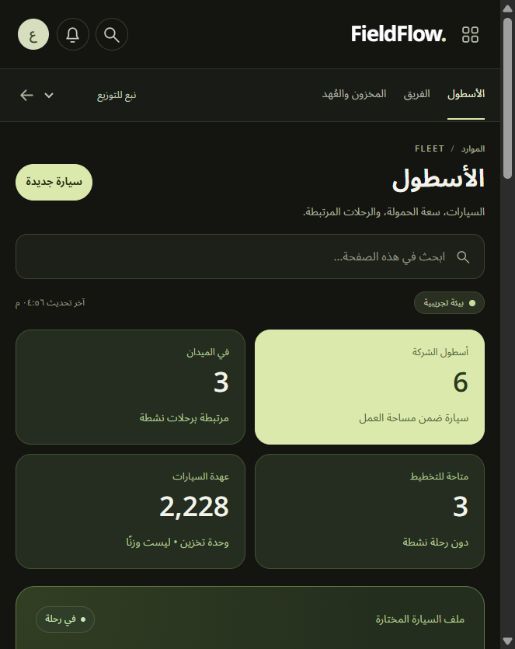 FieldFlow.
ع
الأسطول
الفريق
المخزون والعُهد
نبع للتوزيع
الموارد / FLEET
الأسطول
سيارة جديدة
السيارات، سعة الحمولة، والرحلات المرتبطة.
ابحث في هذه الصفحة...
بيئة تجريبية
آخر تحديث ٠٤:٥٦ م
أسطول الشركة
6
سيارة ضمن مساحة العمل
في الميدان
3
مرتبطة برحلات نشطة
متاحة للتخطيط
3
دون رحلة نشطة
عهدة السيارات
2,228
وحدة تخزين • ليست وزنًا
ملف السيارة المختارة
في رحلة